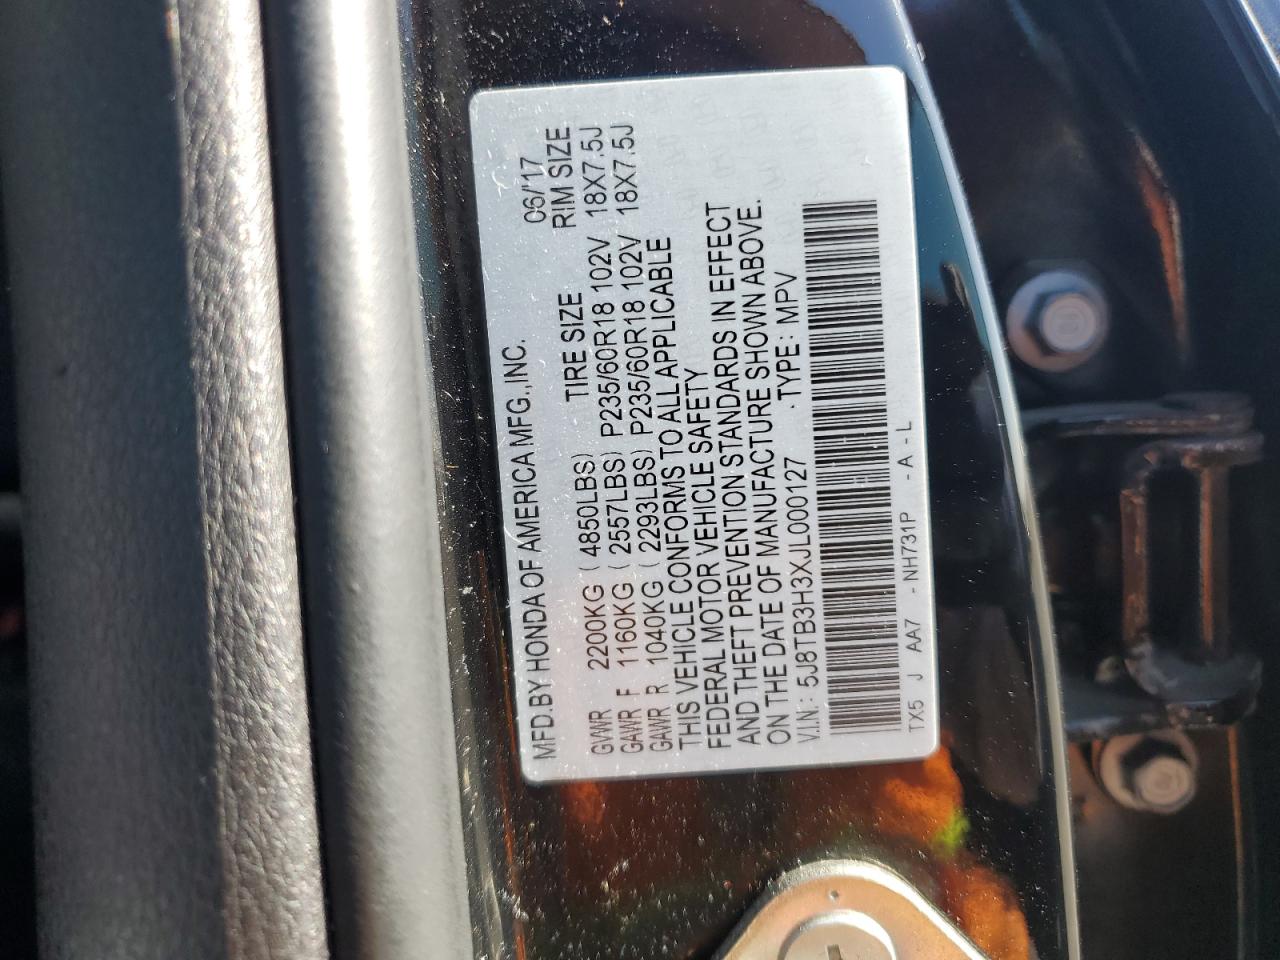 MFD. BY HONDA OF AMERICA MFG., INC. 06/'17
TIRE SIZE RIM SIZE
GVWR 2200KG ( 4850LBS)
GAWR F 1160KG ( 2557LBS) P235/60R18 102V 18X7.5J
GAWR R 1040KG ( 2293LBS) P235/60R18 102V 18X7.5J
THIS VEHICLE CONFORMS TO ALL APPLICABLE
FEDERAL MOTOR VEHICLE SAFETY
AND THEFT PREVENTION STANDARDS IN EFFECT
ON THE DATE OF MANUFACTURE SHOWN ABOVE.
V.I.N.: 5J8TB3H3XJL000127 TYPE: MPV
TX5 J AA7 - NH731P - A - L